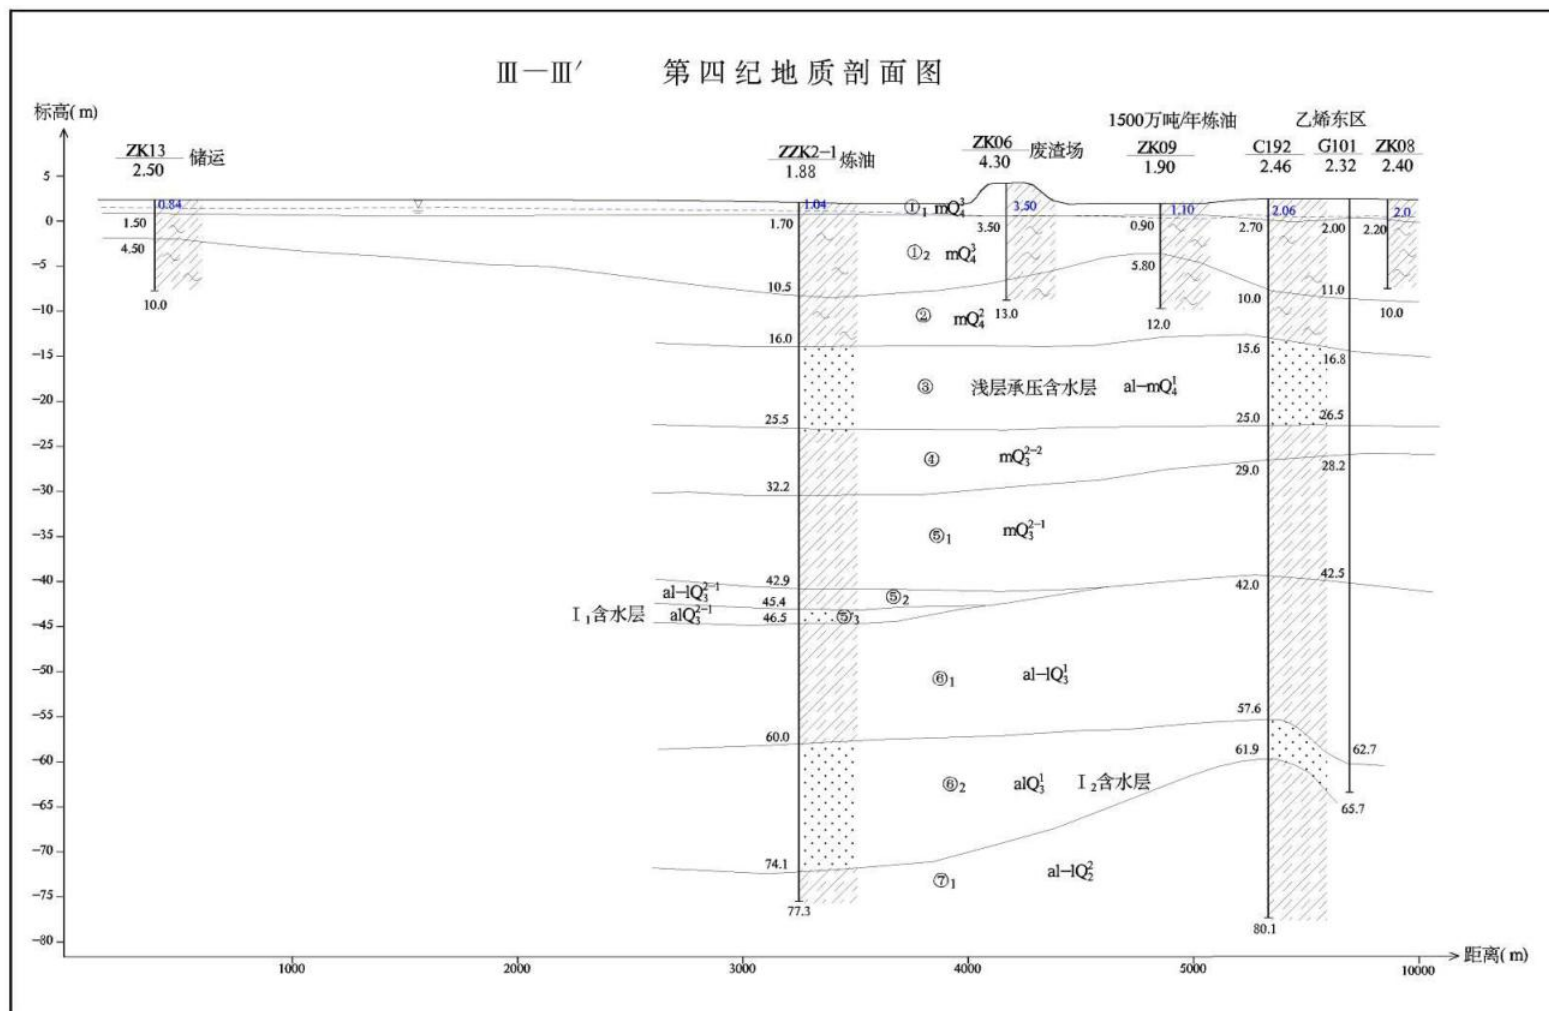 Ⅲ—Ⅲ′ 第四纪地质剖面图
标高(m)
1500万吨/年炼油 乙烯东区
ZK13 储运 ZZK2-1 炼油 ZK06 废渣场 ZK09 C192 G101 ZK08
2.50 1.88 4.30 1.90 2.46 2.32 2.40
5
0.84 1.04 ①₁ mQ₄³ 3.50 1.10 2.06 2.0
0 1.50 1.70 3.50 0.90 2.70 2.00 2.20
4.50 ①₂ mQ₄³ 5.80
-5
10.0 10.5 13.0 12.0 10.0 11.0 10.0
-10 ② mQ₄²
16.0 15.6 16.8
-15
③ 浅层承压含水层 al-mQ₄¹
-20
25.5 25.0 26.5
-25
④ mQ₃²⁻² 29.0 28.2
-30 32.2
-35 ⑤₁ mQ₃²⁻¹
-40 42.9 42.0 42.5
al-lQ₃²⁻¹ 45.4 ⑤₂
Ⅰ₁含水层 alQ₃²⁻¹ 46.5 ⑤₃
-45
-50 ⑥₁ al-lQ₃¹
-55 57.6
60.0 61.9 62.7
-60
⑥₂ alQ₃¹ Ⅰ₂含水层
-65 65.7
-70 74.1
⑦₁ al-lQ₂²
-75
77.3 80.1
-80
1000 2000 3000 4000 5000 10000 距离(m)